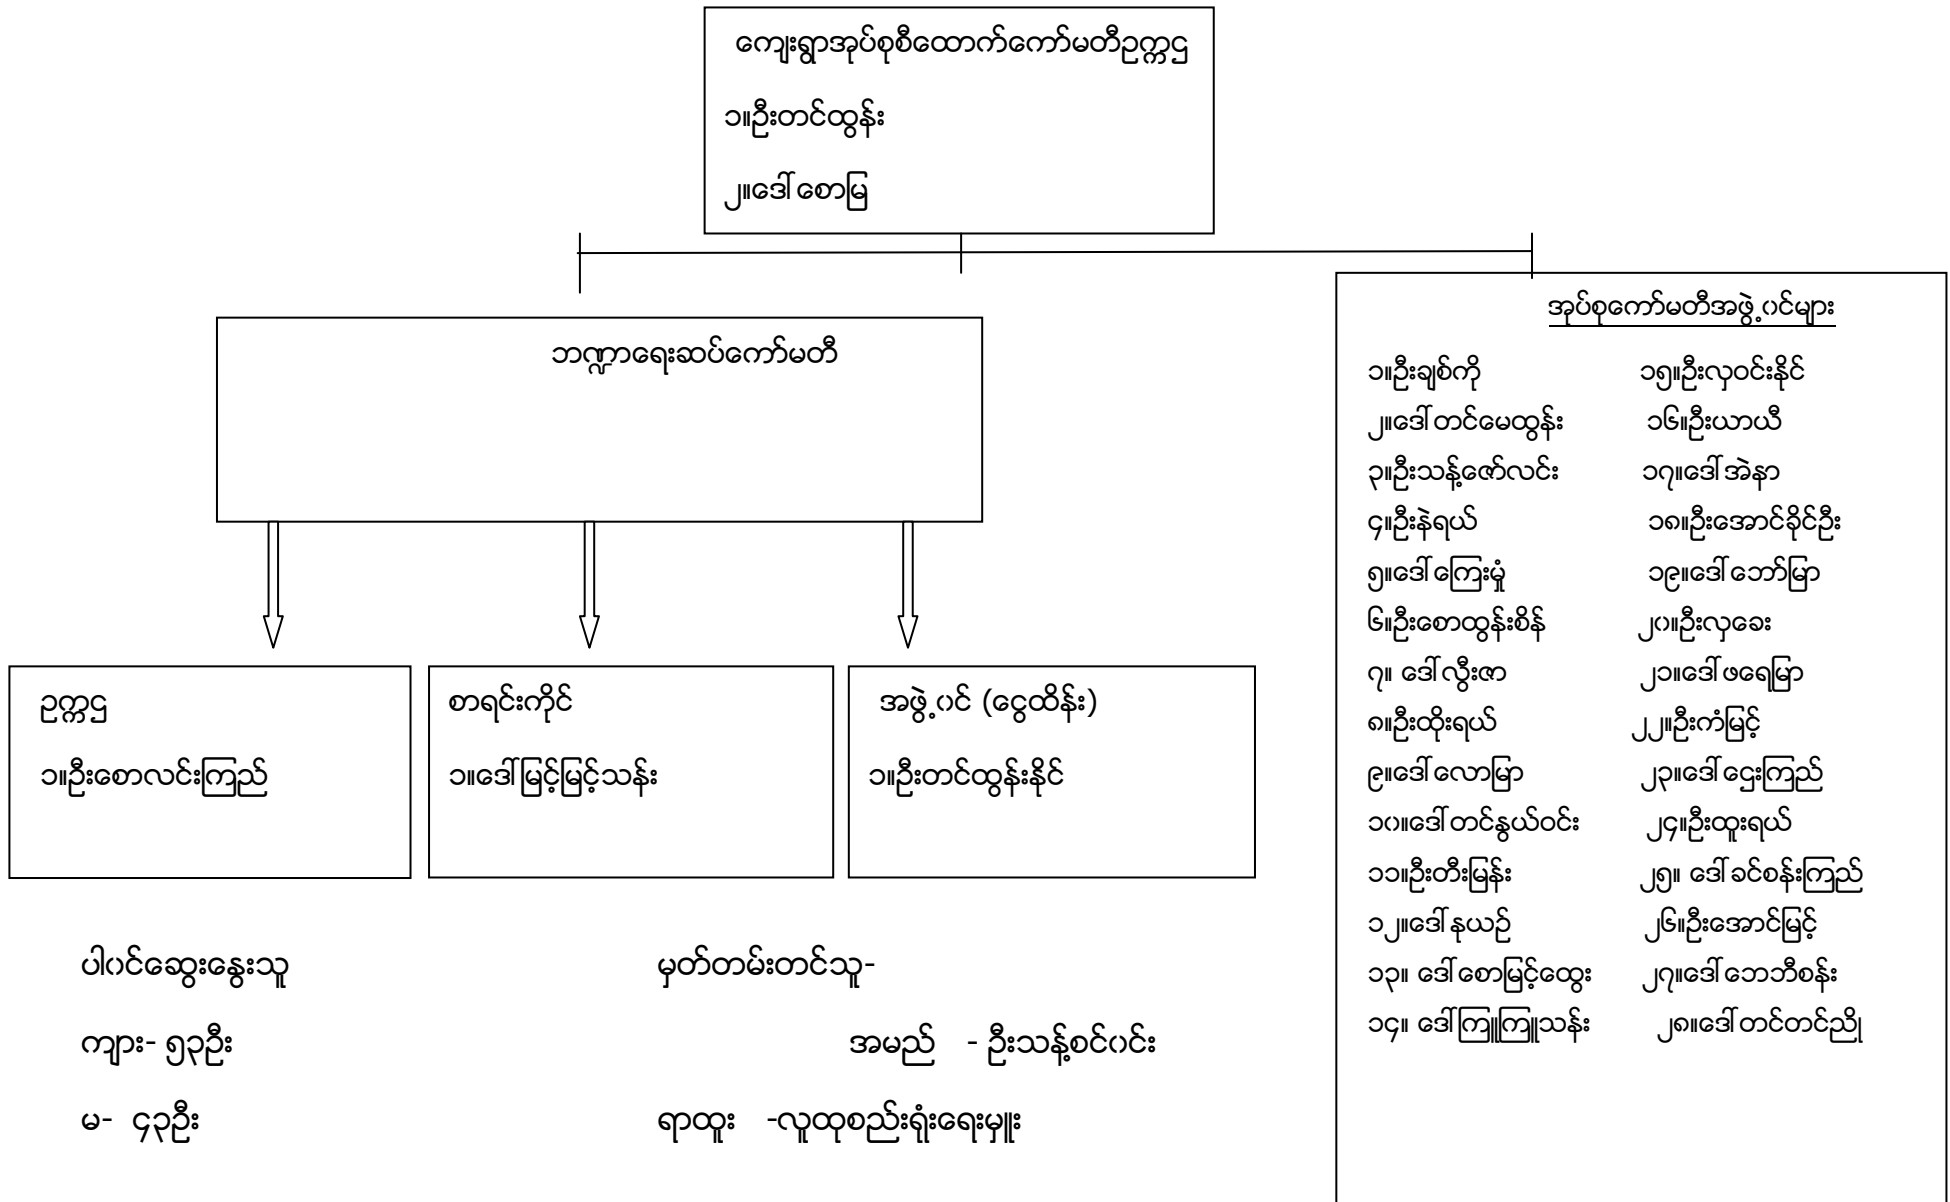 ကျေးရွာအုပ်စုစီထောက်ကော်မတီဥက္ကဌ
၁။ဦးတင်ထွန်း
၂။ဒေါ်စောမြ
ဘဏ္ဍာရေးဆပ်ကော်မတီ
ဥက္ကဌ
၁။ဦးစောလင်းကြည်
စာရင်းကိုင်
၁။ဒေါ်မြင့်မြင့်သန်း
အဖွဲ့၀င် (ငွေထိန်း)
၁။ဦးတင်ထွန်းနိုင်
အုပ်စုကော်မတီအဖွဲ့၀င်များ
၁။ဦးချစ်ကို ၁၅။ဦးလှဝင်းနိုင်
၂။ဒေါ်တင်မေထွန်း ၁၆။ဦးယာယီ
၃။ဦးသန့်ဇော်လင်း ၁၇။ဒေါ်အဲနာ
၄။ဦးနဲရယ် ၁၈။ဦးအောင်ခိုင်ဦး
၅။ဒေါ်ကြေးမှုံ ၁၉။ဒေါ်ဘော်မြာ
၆။ဦးစောထွန်းစိန် ၂၀။ဦးလှခေး
၇။ ဒေါ်လွီးဇာ ၂၁။ဒေါ်ဖရေမြာ
၈။ဦးထိုးရယ် ၂၂။ဦးကံမြင့်
၉။ဒေါ်လောမြာ ၂၃။ဒေါ်ဌေးကြည်
၁၀။ဒေါ်တင်နွယ်ဝင်း ၂၄။ဦးထူးရယ်
၁၁။ဦးတီးမြန်း ၂၅။ ဒေါ်ခင်စန်းကြည်
၁၂။ဒေါ်နယဉ် ၂၆။ဦးအောင်မြင့်
၁၃။ ဒေါ်စောမြင့်ထွေး ၂၇။ဒေါ်ဘေဘီစန်း
၁၄။ ဒေါ်ကြူကြူသန်း ၂၈။ဒေါ်တင်တင်ညို
ပါ၀င်ဆွေးနွေးသူ
ကျား- ၅၃ဦး
မ- ၄၃ဦး
မှတ်တမ်းတင်သူ-
အမည် - ဦးသန့်စင်၀င်း
ရာထူး -လူထုစည်းရုံးရေးမှူး